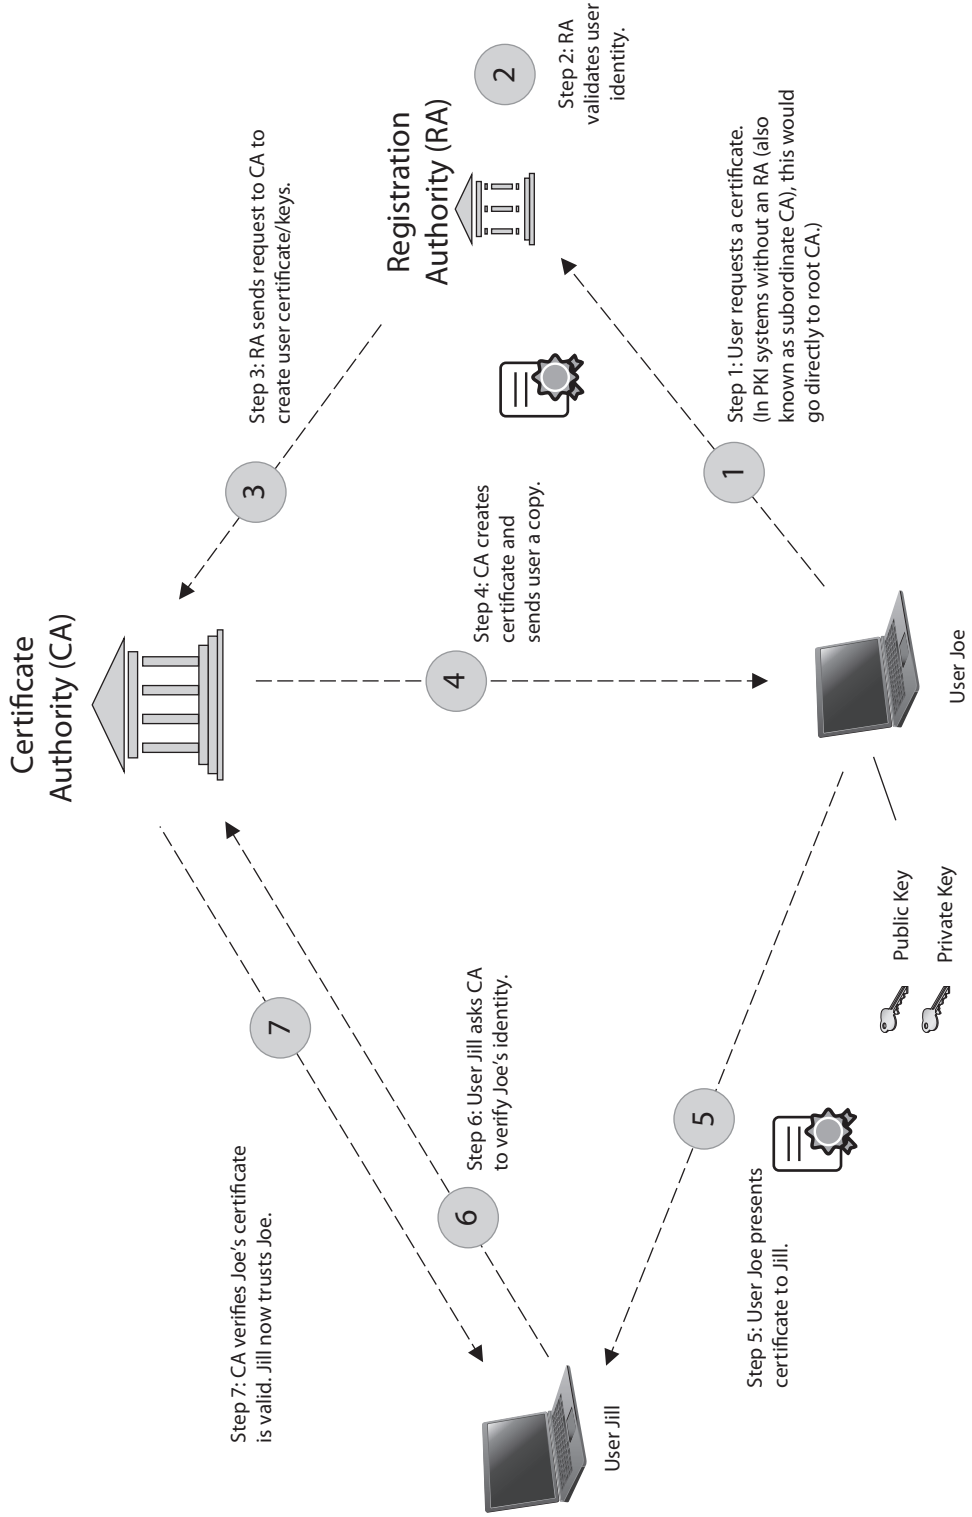 Certificate
Authority (CA)
Registration
Authority (RA)
2
Step 2: RA
validates user
identity.
Step 3: RA sends request to CA to
create user certificate/keys.
3
Step 7: CA verifies Joe's certificate
is valid. Jill now trusts Joe.
7
Step 4: CA creates
certificate and
sends user a copy.
4
Step 6: User Jill asks CA
to verify Joe's identity.
6
User Jill
5
Step 5: User Joe presents
certificate to Jill.
1
Step 1: User requests a certificate.
(In PKI systems without an RA (also
known as subordinate CA), this would
go directly to root CA.)
Public Key
Private Key
User Joe